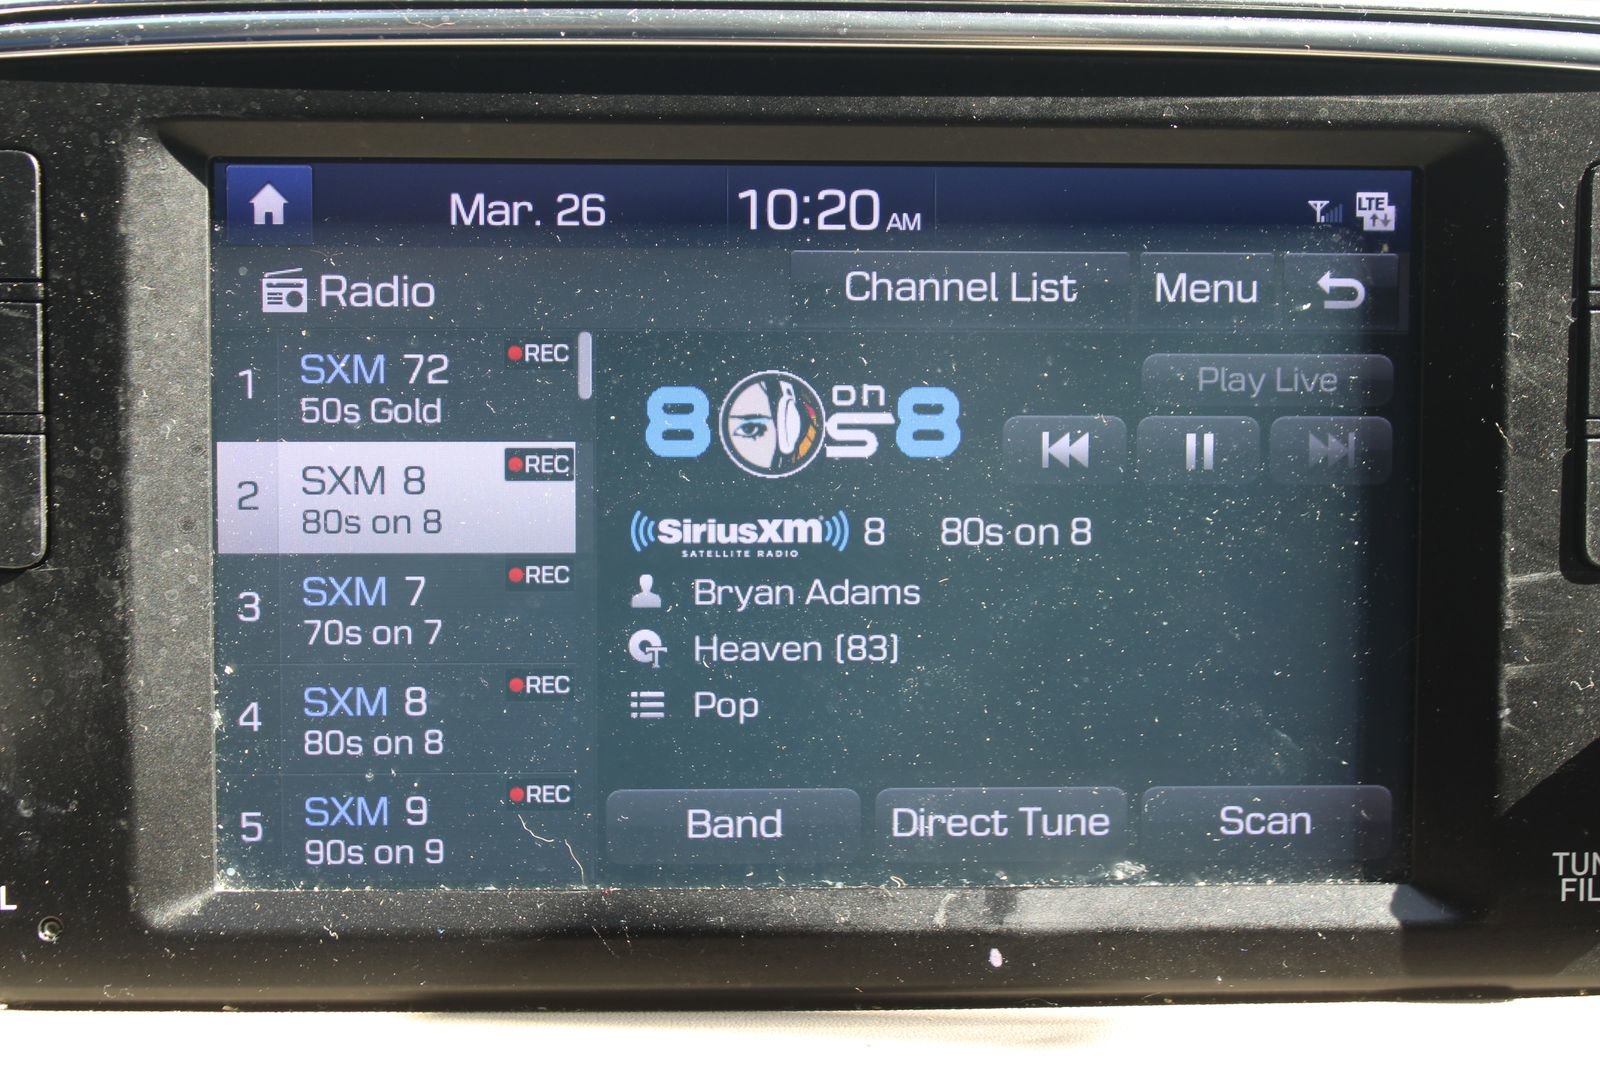 Mar. 26
10:20 AM
LTE
Radio
Channel List
Menu
1
SXM 72
REC
50s Gold
2
SXM 8
REC
80s on 8
3
SXM 7
REC
70s on 7
4
SXM 8
REC
80s on 8
5
SXM 9
REC
90s on 9
8 on 8
S
Play Live
SiriusXM 8 80s on 8
SATELLITE RADIO
Bryan Adams
Heaven (83)
Pop
Band
Direct Tune
Scan
L
TUN
FIL